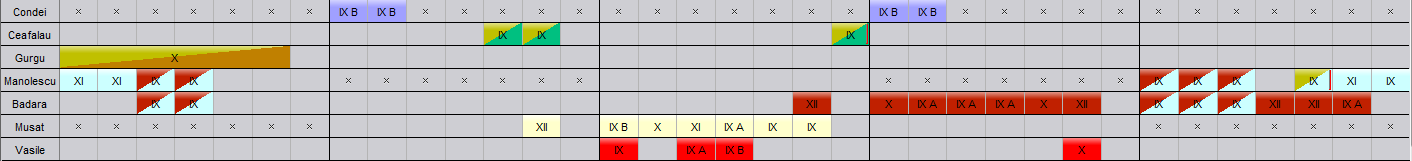 Condei × × × × × × × IX B IX B × × × × × × × × × × × × IX B IX B × × × × × × × × × × × ×
Ceafalau IX IX IX
Gurgu X
Manolescu XI XI IX IX × × × × × × × × × × × × × × IX IX IX IX XI IX
Badara IX IX XII X IX A IX A IX A X XII IX IX IX XII XII IX A
Musat × × × × × × × XII IX B X XI IX A IX IX × × × × × × ×
Vasile IX IX A IX B X